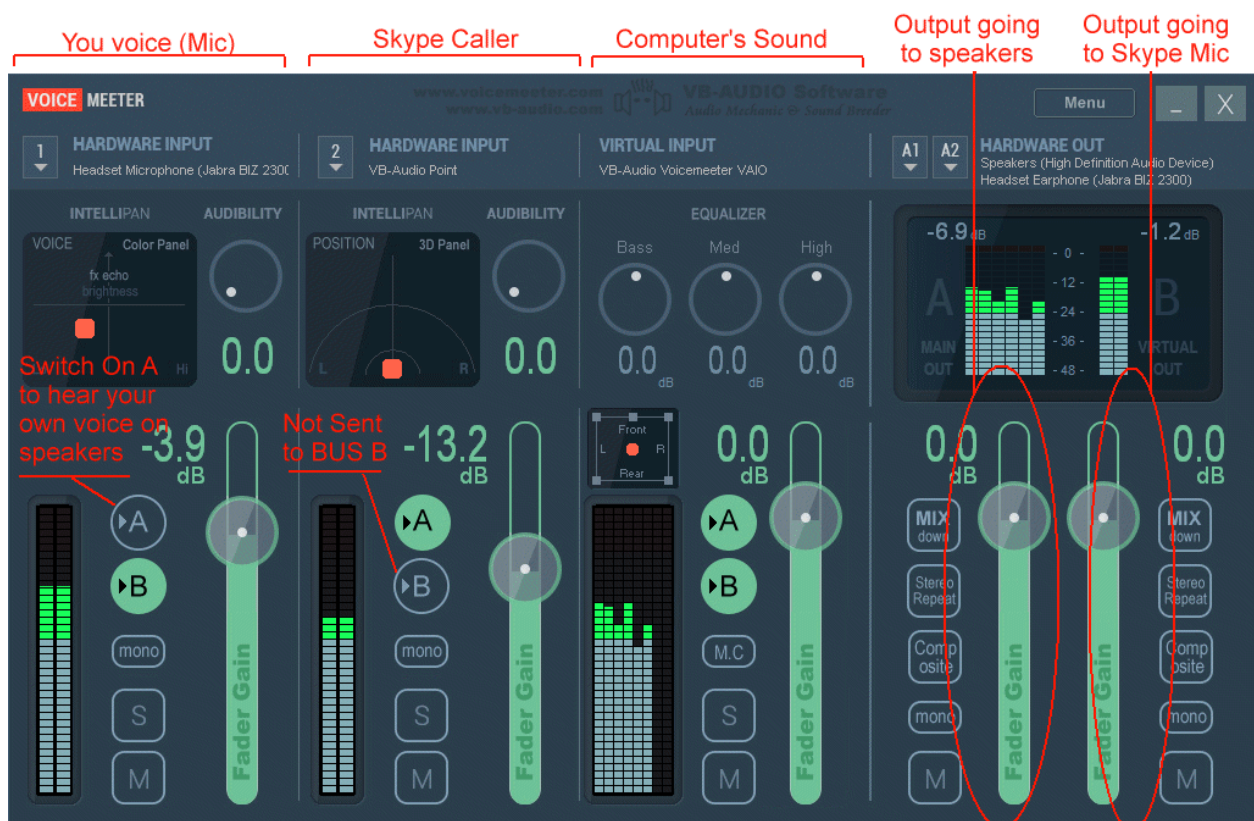 You voice (Mic)
Skype Caller
Computer's Sound
Output going
to speakers
Output going
to Skype Mic
VOICE MEETER
www.voicemeeter.com
www.vb-audio.com
VB-AUDIO Software
Audio Mechanic & Sound Breeder
Menu
_
X
1
HARDWARE INPUT
Headset Microphone (Jabra BIZ 230(
2
HARDWARE INPUT
VB-Audio Point
VIRTUAL INPUT
VB-Audio Voicemeeter VAIO
A1
A2
HARDWARE OUT
Speakers (High Definition Audio Device)
Headset Earphone (Jabra BIZ 2300)
INTELLIPAN
AUDIBILITY
VOICE
Color Panel
fx echo
brightness
Hi
0.0
INTELLIPAN
AUDIBILITY
POSITION
3D Panel
L
R
0.0
EQUALIZER
Bass
Med
High
0.0
dB
0.0
dB
0.0
dB
-6.9 dB
-1.2 dB
A
MAIN
OUT
- 0 -
- 12 -
- 24 -
- 36 -
- 48 -
B
VIRTUAL
OUT
Switch On A
to hear your
own voice on
speakers
-3.9
dB
A
B
mono
S
M
Fader Gain
Not Sent
to BUS B
-13.2
dB
A
B
mono
S
M
Fader Gain
Front
L
R
Rear
0.0
dB
A
B
M.C
S
M
Fader Gain
0.0
dB
MIX
down
Stereo
Repeat
Comp
osite
mono
M
Fader Gain
Fader Gain
0.0
dB
MIX
down
Stereo
Repeat
Comp
osite
mono
M